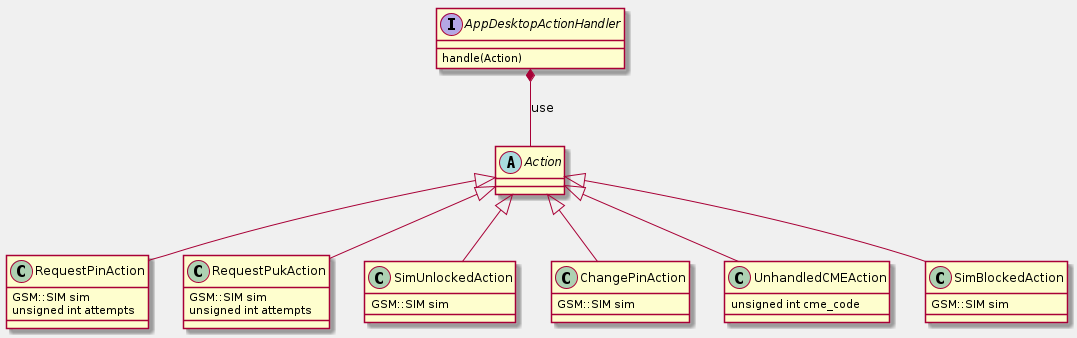 I AppDesktopActionHandler
handle(Action)
use
A Action
C RequestPinAction
GSM::SIM sim
unsigned int attempts
C RequestPukAction
GSM::SIM sim
unsigned int attempts
C SimUnlockedAction
GSM::SIM sim
C ChangePinAction
GSM::SIM sim
C UnhandledCMEAction
unsigned int cme_code
C SimBlockedAction
GSM::SIM sim